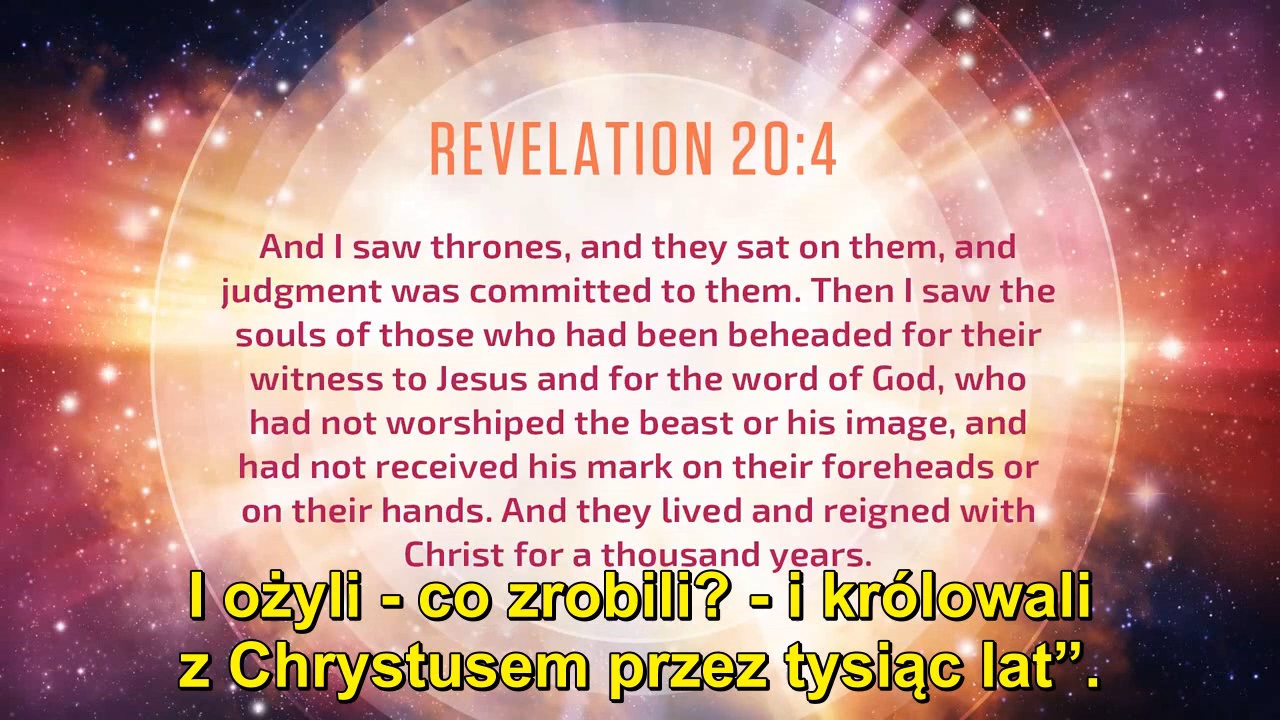 REVELATION 20:4
And I saw thrones, and they sat on them, and
judgment was committed to them. Then I saw the
souls of those who had been beheaded for their
witness to Jesus and for the word of God, who
had not worshiped the beast or his image, and
had not received his mark on their foreheads or
on their hands. And they lived and reigned with
Christ for a thousand years.
I ożyli - co zrobili? - i królowali
z Chrystusem przez tysiąc lat”.